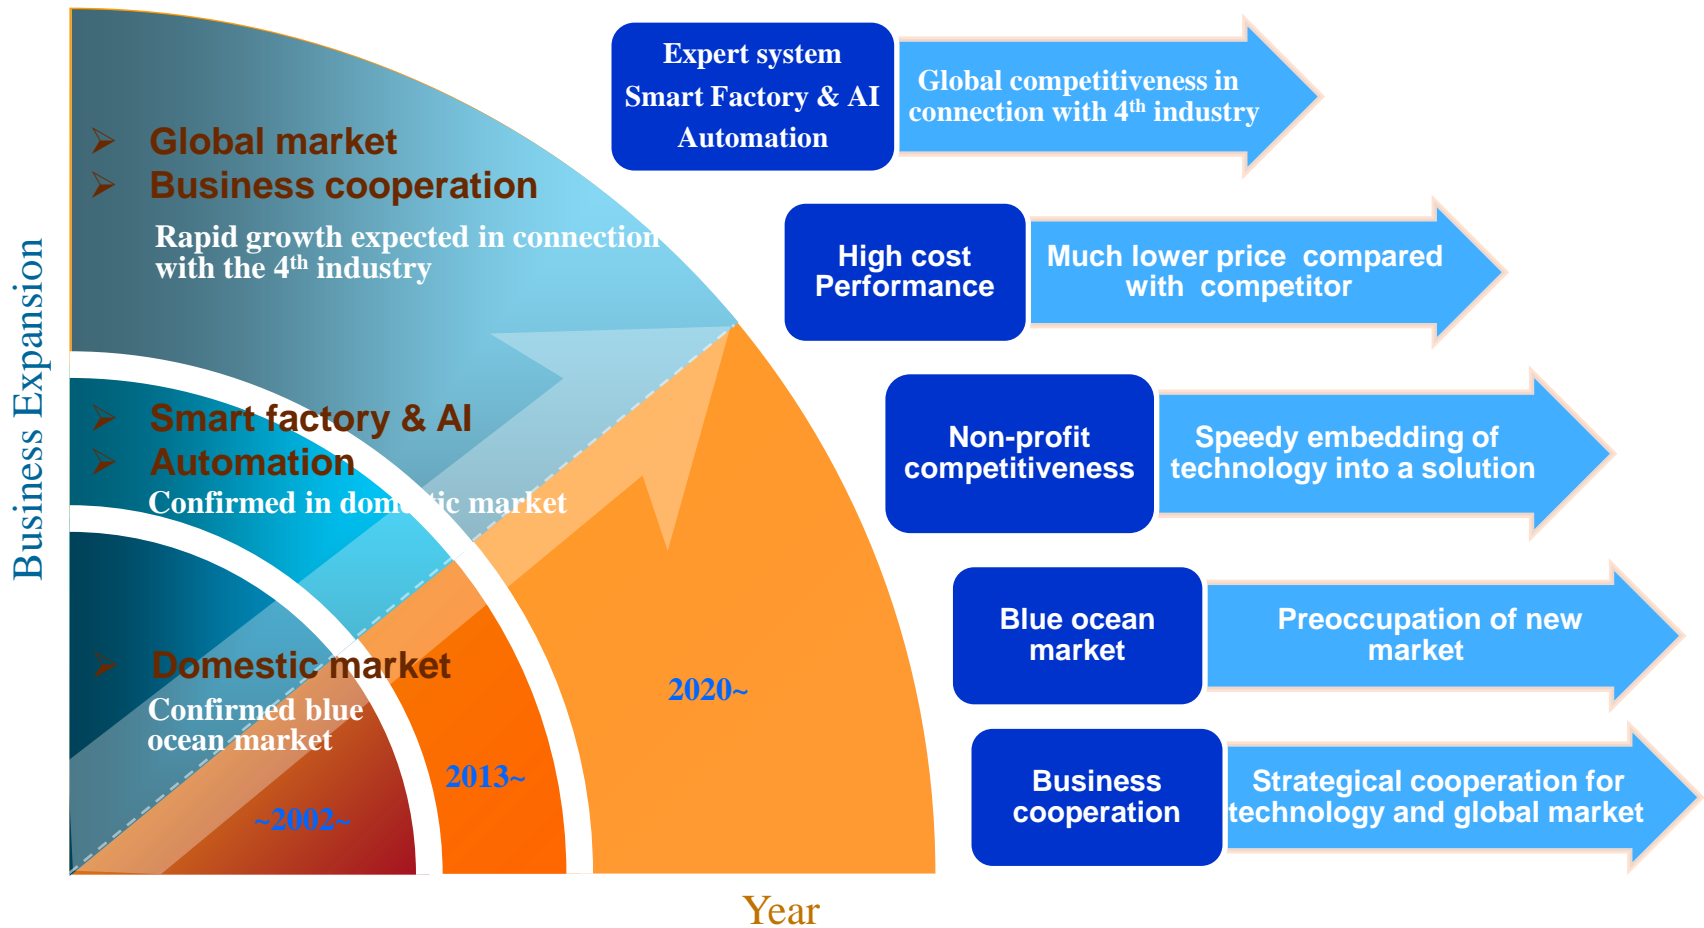 Business Expansion
Global market
Business cooperation
Rapid growth expected in connection
with the 4th industry
Smart factory & AI
Automation
Confirmed in domestic market
Domestic market
Confirmed blue
ocean market
~2002~
2013~
2020~
Year
Expert system
Smart Factory & AI
Automation
Global competitiveness in
connection with 4th industry
High cost
Performance
Much lower price compared
with competitor
Non-profit
competitiveness
Speedy embedding of
technology into a solution
Blue ocean
market
Preoccupation of new
market
Business
cooperation
Strategical cooperation for
technology and global market